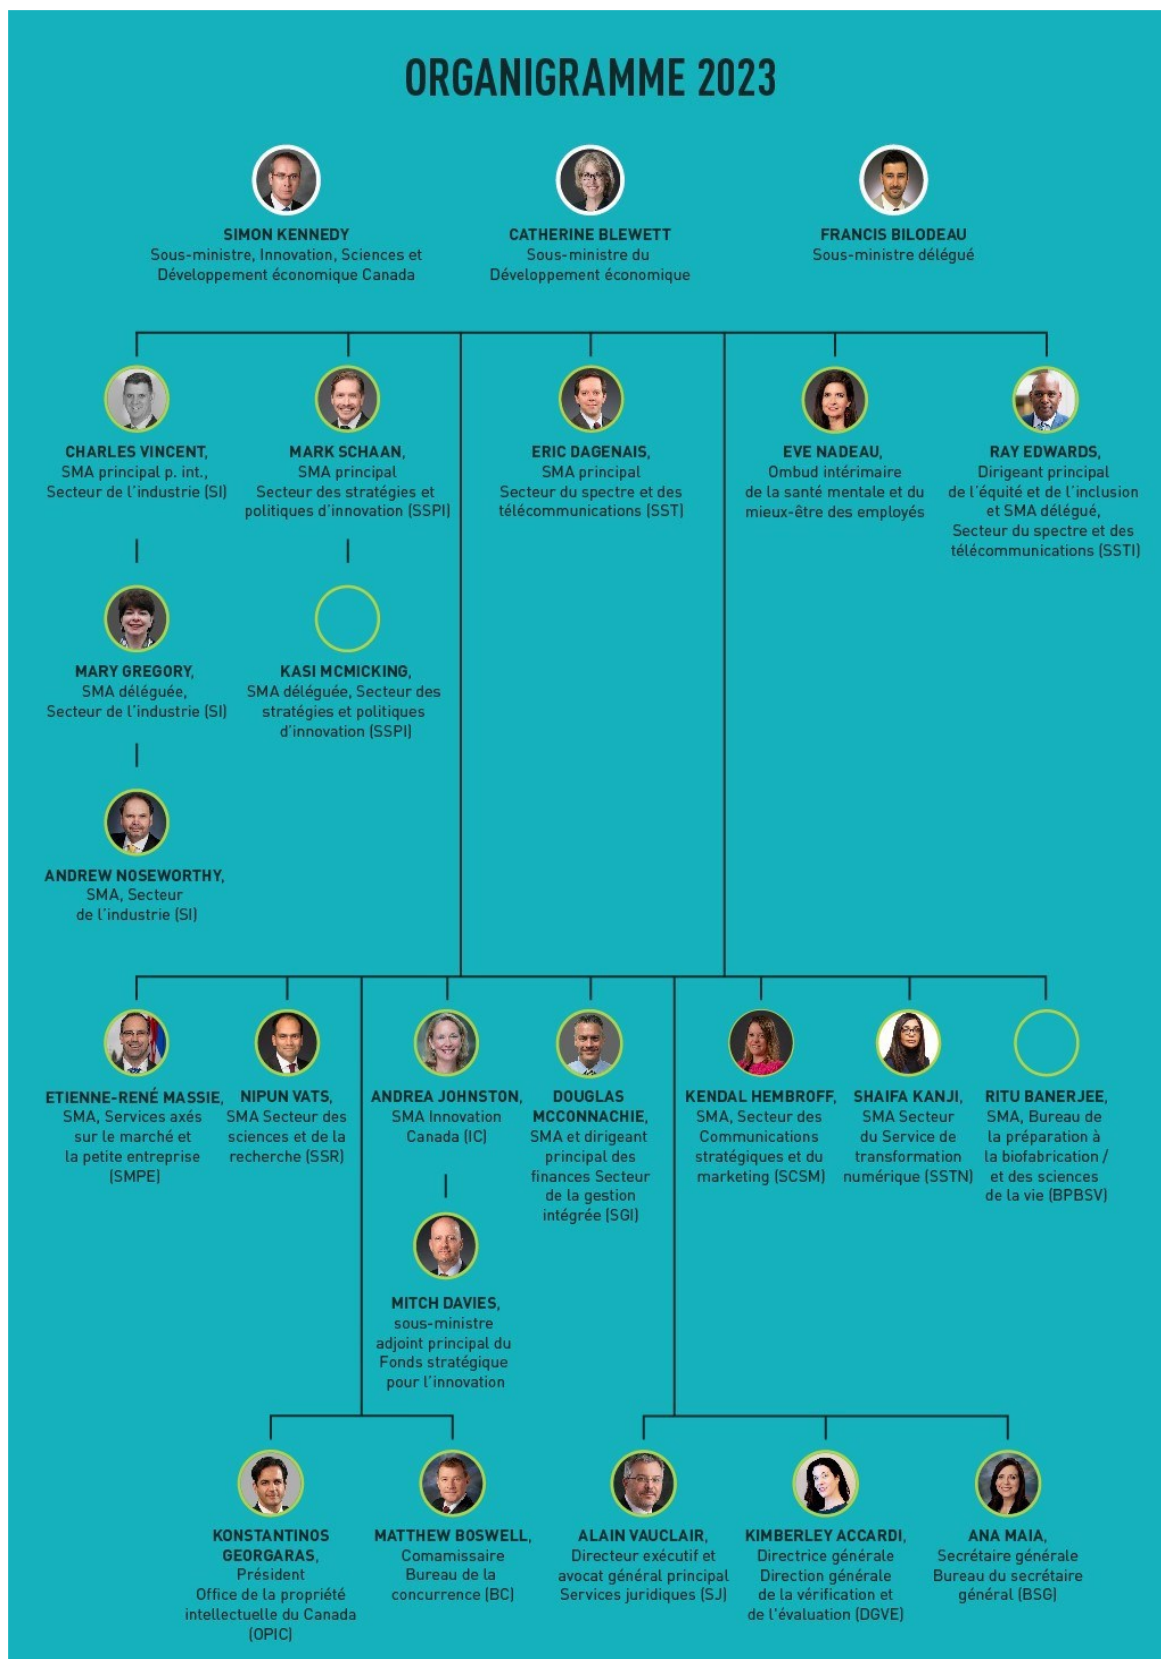 ORGANIGRAMME 2023
SIMON KENNEDY
Sous-ministre, Innovation, Sciences et
Développement économique Canada
CATHERINE BLEWETT
Sous-ministre du
Développement économique
FRANCIS BILODEAU
Sous-ministre délégué
CHARLES VINCENT,
SMA principal p. int.,
Secteur de l'industrie (SI)
MARK SCHAAN,
SMA principal
Secteur des stratégies et
politiques d'innovation (SSPI)
ERIC DAGENAIS,
SMA principal
Secteur du spectre et des
télécommunications (SST)
EVE NADEAU,
Ombud intérimaire
de la santé mentale et du
mieux-être des employés
RAY EDWARDS,
Dirigeant principal
de l'équité et de l'inclusion
et SMA délégué,
Secteur du spectre et des
télécommunications (SSTI)
MARY GREGORY,
SMA déléguée,
Secteur de l'industrie (SI)
KASI MCMICKING,
SMA déléguée, Secteur des
stratégies et politiques
d'innovation (SSPI)
ANDREW NOSEWORTHY,
SMA, Secteur
de l'industrie (SI)
ETIENNE-RENÉ MASSIE,
SMA, Services axés
sur le marché et
la petite entreprise
(SMPE)
NIPUN VATS,
SMA Secteur des
sciences et de la
recherche (SSR)
ANDREA JOHNSTON,
SMA Innovation
Canada (IC)
DOUGLAS
MCCONNACHIE,
SMA et dirigeant
principal des
finances Secteur
de la gestion
intégrée (SGI)
KENDAL HEMBROFF,
SMA, Secteur des
Communications
stratégiques et du
marketing (SCSM)
SHAIFA KANJI,
SMA Secteur
du Service de
transformation
numérique (SSTN)
RITU BANERJEE,
SMA, Bureau de
la préparation à
la biofabrication /
et des sciences
de la vie (BPBSV)
MITCH DAVIES,
sous-ministre
adjoint principal du
Fonds stratégique
pour l'innovation
KONSTANTINOS
GEORGARAS,
Président
Office de la propriété
intellectuelle du Canada
(OPIC)
MATTHEW BOSWELL,
Comamissaire
Bureau de la
concurrence (BC)
ALAIN VAUCLAIR,
Directeur exécutif et
avocat général principal
Services juridiques (SJ)
KIMBERLEY ACCARDI,
Directrice générale
Direction générale
de la vérification et
de l'évaluation (DGVE)
ANA MAIA,
Secrétaire générale
Bureau du secrétaire
général (BSG)